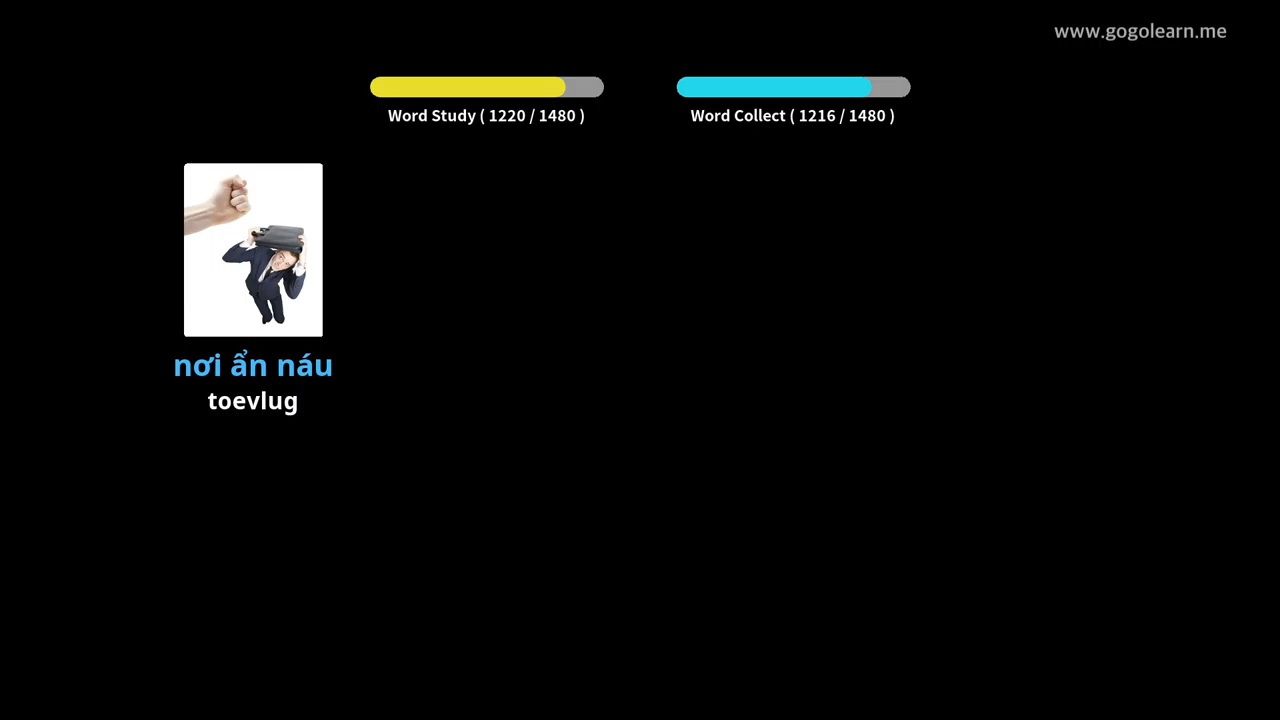 www.gogolearn.me
Word Study ( 1220 / 1480 )
Word Collect ( 1216 / 1480 )
nơi ẩn náu
toevlug